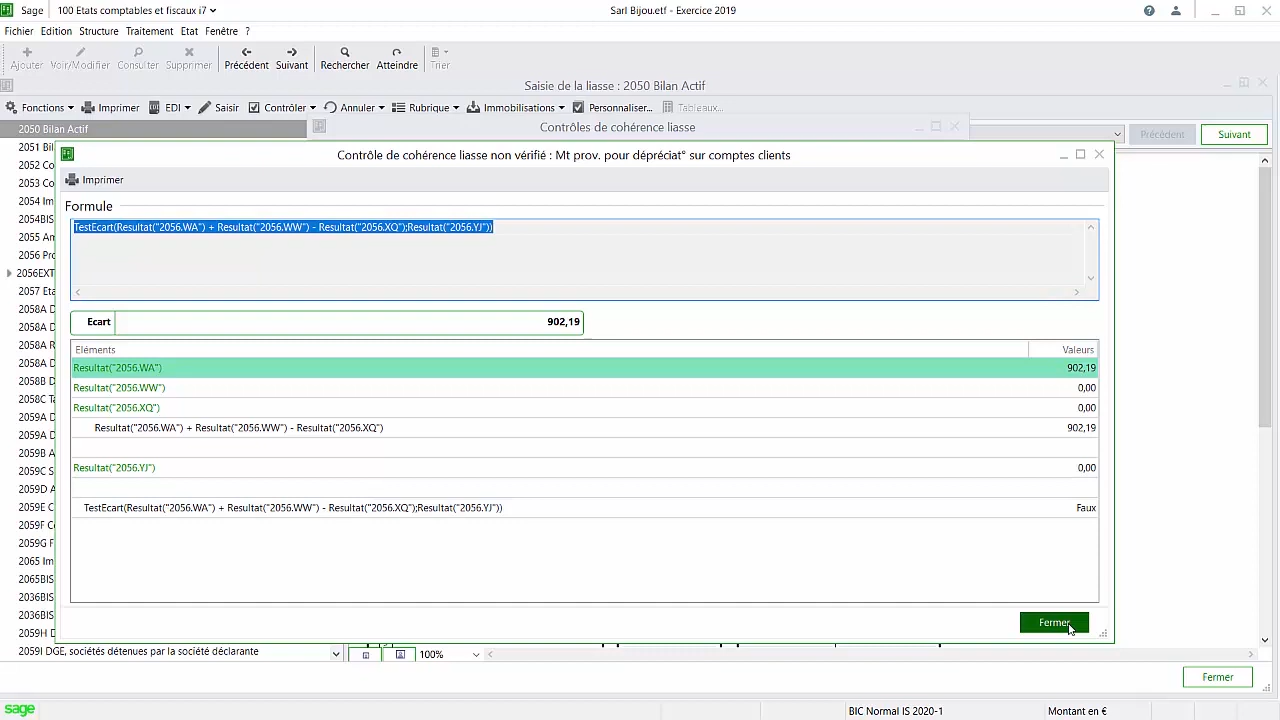 Sage 100 Etats comptables et fiscaux i7 Sarl Bijou.etf - Exercice 2019
Fichier Edition Structure Traitement Etat Fenêtre ?
Ajouter Voir/Modifier Consulter Supprimer Précédent Suivant Rechercher Atteindre Trier
Saisie de la liasse : 2050 Bilan Actif
Fonctions Imprimer EDI Saisir Contrôler Annuler Rubrique Immobilisations Personnaliser... Tableaux...
2050 Bilan Actif
Contrôles de cohérence liasse
Précédent Suivant
2051 Bil
2052 Co
2053 Co
2054 Im
2054BIS
2055 Am
2056 Pro
2056EXT
2057 Eta
2058A D
2058A D
2058A R
2058A D
2058B D
2058C Ta
2059A D
2059B A
2059C S
2059D A
2059E C
2059F Co
2059G F
2065 Im
2065BIS
2036BIS
2036BIS
2059H D
2059I DGE, sociétés détenues par la société déclarante
Contrôle de cohérence liasse non vérifié : Mt prov. pour dépréciat° sur comptes clients
Imprimer
Formule
TestEcart(Resultat("2056.WA") + Resultat("2056.WW") - Resultat("2056.XQ");Resultat("2056.YJ"))
Ecart 902,19
Eléments Valeurs
Resultat("2056.WA") 902,19
Resultat("2056.WW") 0,00
Resultat("2056.XQ") 0,00
Resultat("2056.WA") + Resultat("2056.WW") - Resultat("2056.XQ") 902,19
Resultat("2056.YJ") 0,00
TestEcart(Resultat("2056.WA") + Resultat("2056.WW") - Resultat("2056.XQ");Resultat("2056.YJ")) Faux
Fermer
100%
Fermer
sage BIC Normal IS 2020-1 Montant en €